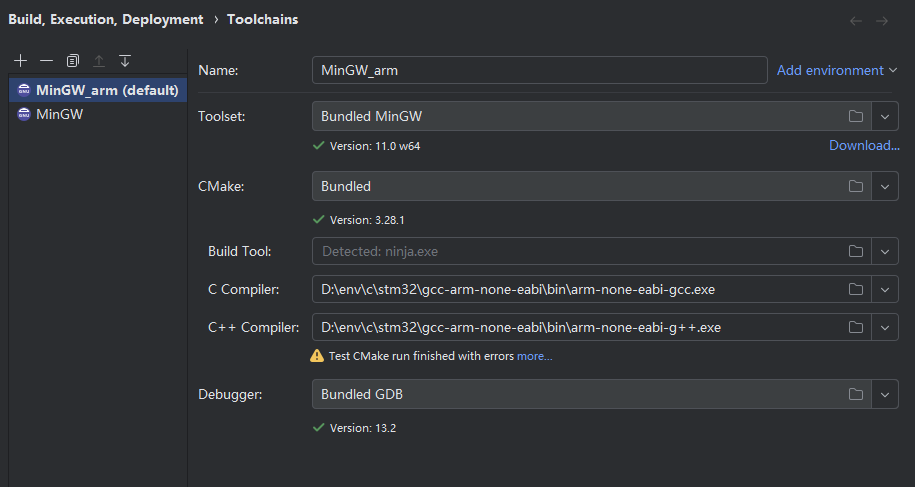 Build, Execution, Deployment › Toolchains
MinGW_arm (default)
MinGW
Name: MinGW_arm Add environment
Toolset: Bundled MinGW
Version: 11.0 w64 Download...
CMake: Bundled
Version: 3.28.1
Build Tool: Detected: ninja.exe
C Compiler: D:\env\c\stm32\gcc-arm-none-eabi\bin\arm-none-eabi-gcc.exe
C++ Compiler: D:\env\c\stm32\gcc-arm-none-eabi\bin\arm-none-eabi-g++.exe
Test CMake run finished with errors more...
Debugger: Bundled GDB
Version: 13.2